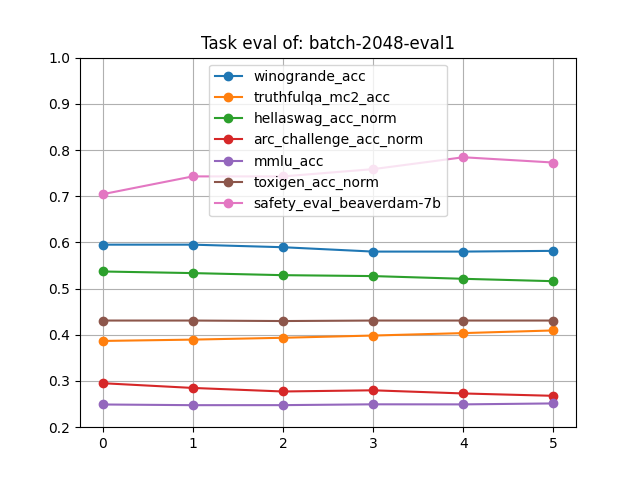 Task eval of: batch-2048-eval1
1.0
0.9
0.8
0.7
0.6
0.5
0.4
0.3
0.2
winogrande_acc
truthfulqa_mc2_acc
hellaswag_acc_norm
arc_challenge_acc_norm
mmlu_acc
toxigen_acc_norm
safety_eval_beaverdam-7b
0 1 2 3 4 5